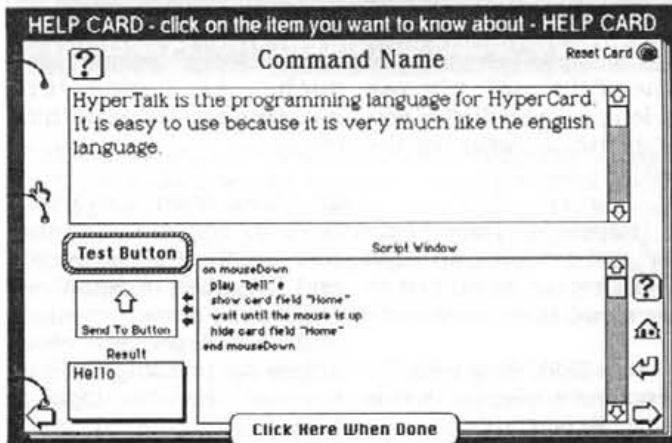 HELP CARD - click on the item you want to know about - HELP CARD
?
Command Name
Reset Card
HyperTalk is the programming language for HyperCard.
It is easy to use because it is very much like the english
language.
Test Button
Script Window
on mouseDown
play "bell" e
show card field "Home"
wait until the mouse is up
hide card field "Home"
end mouseDown
Send To Button
Result
Hello
?
Click Here When Done